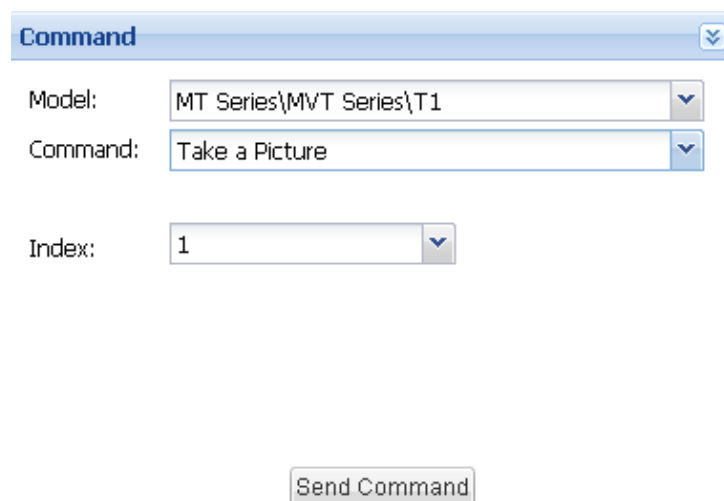 Command
Model: MT Series\MVT Series\T1
Command: Take a Picture
Index: 1
Send Command